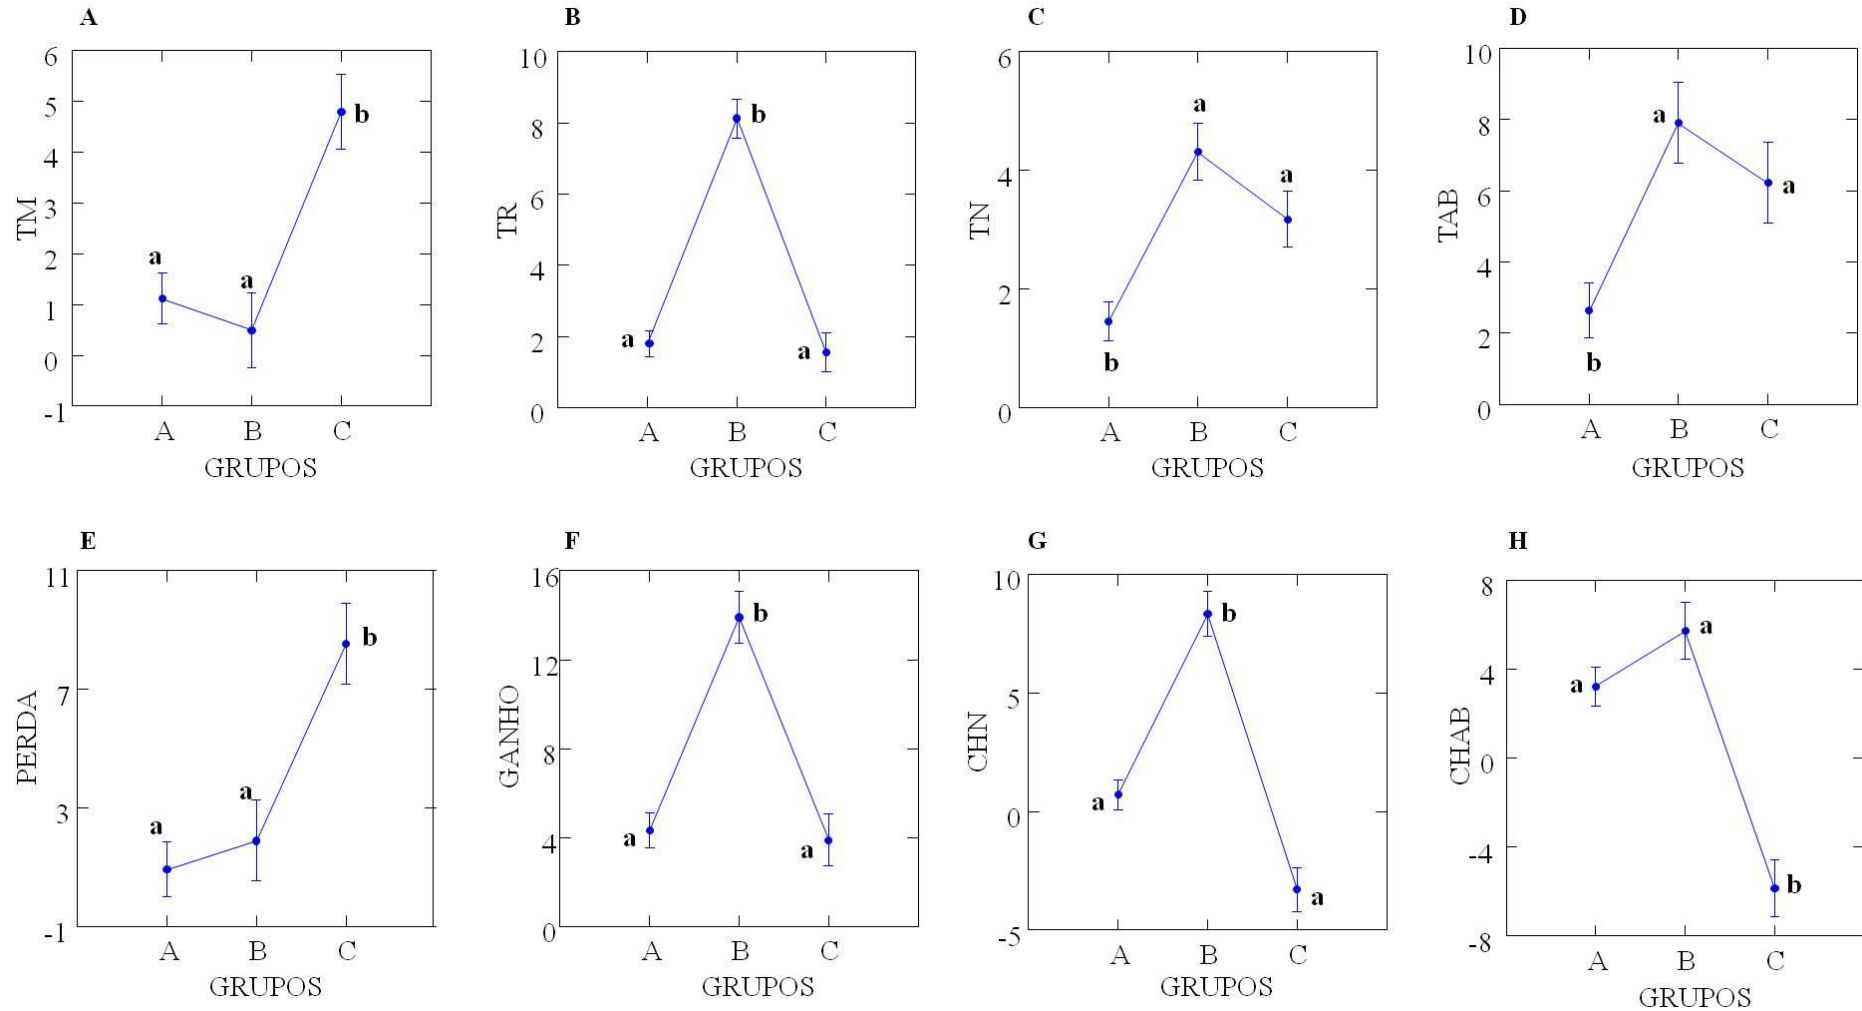 A
TM
6
5
4
3
2
1
0
-1
a
a
b
A B C
GRUPOS
B
TR
10
8
6
4
2
0
a
b
a
A B C
GRUPOS
C
TN
6
4
2
0
b
a
a
A B C
GRUPOS
D
TAB
10
8
6
4
2
0
b
a
a
A B C
GRUPOS
E
PERDA
11
7
3
-1
a
a
b
A B C
GRUPOS
F
GANHO
16
12
8
4
0
a
b
a
A B C
GRUPOS
G
CHN
10
5
0
-5
a
b
a
A B C
GRUPOS
H
CHAB
8
4
0
-4
-8
a
a
b
A B C
GRUPOS